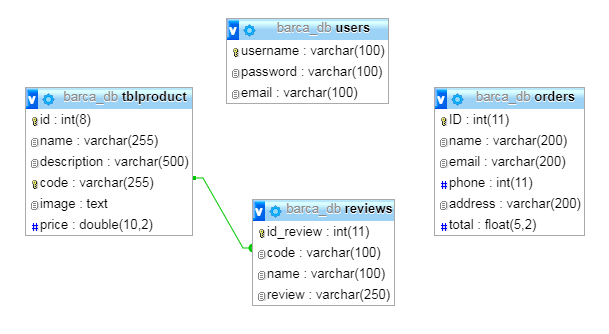 barca_db users
username : varchar(100)
password : varchar(100)
email : varchar(100)
barca_db tblproduct
id : int(8)
name : varchar(255)
description : varchar(500)
code : varchar(255)
image : text
price : double(10,2)
barca_db orders
ID : int(11)
name : varchar(200)
email : varchar(200)
phone : int(11)
address : varchar(200)
total : float(5,2)
barca_db reviews
id_review : int(11)
code : varchar(100)
name : varchar(100)
review : varchar(250)